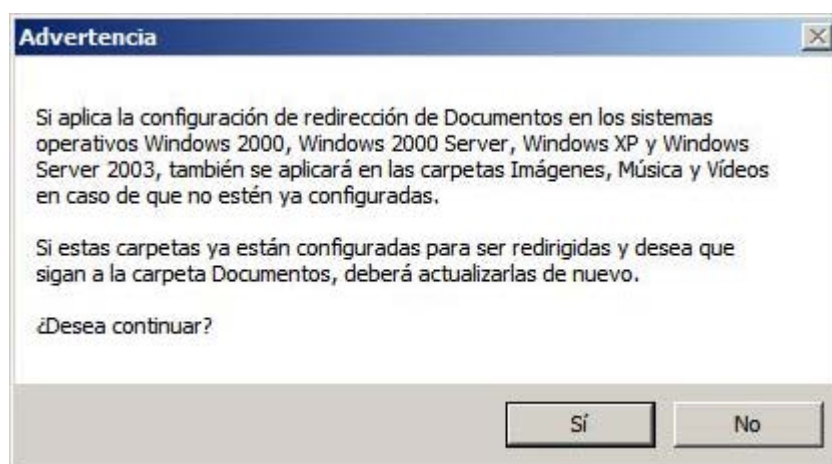 Advertencia
Si aplica la configuración de redirección de Documentos en los sistemas
operativos Windows 2000, Windows 2000 Server, Windows XP y Windows
Server 2003, también se aplicará en las carpetas Imágenes, Música y Vídeos
en caso de que no estén ya configuradas.
Si estas carpetas ya están configuradas para ser redirigidas y desea que
sigan a la carpeta Documentos, deberá actualizarlas de nuevo.
¿Desea continuar?
Sí
No